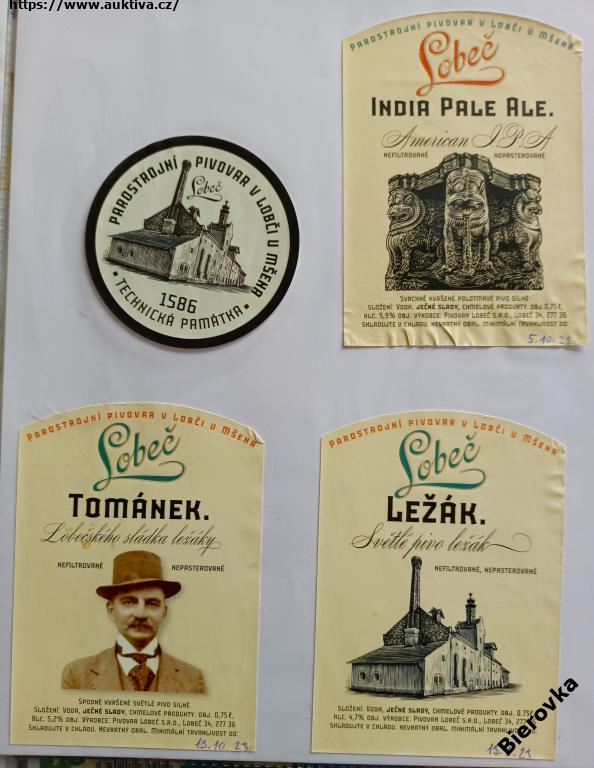 https://www.auktiva.cz/
PAROSTROJNÍ PIVOVAR V LOBČI U MŠENA
Lobeč
INDIA PALE ALE.
American I.P.A
NEFILTROVANÉ NEPASTEROVANÉ
SVRCHNĚ KVAŠENÉ POLOTMAVÉ PIVO SILNÉ
SLOŽENÍ: VODA, JEČNÉ SLADY, CHMELOVÉ PRODUKTY. OBJ. 0,75ℓ,
ALC. 5,9% OBJ. VÝROBCE: PIVOVAR LOBEČ S.R.O., LOBEČ 34, 277 36
SKLADUJTE V CHLADU. NEVRATNÝ OBAL. MINIMÁLNÍ TRVANLIVOST DO:
5.10.23
PAROSTROJNÍ PIVOVAR V LOBČI U MŠENA
Lobeč
1586
• TECHNICKÁ PAMÁTKA •
PAROSTROJNÍ PIVOVAR V LOBČI U MŠENA
Lobeč
TOMÁNEK.
Lobečského sládka ležáky
NEFILTROVANÉ NEPASTEROVANÉ
SPODNĚ KVAŠENÉ SVĚTLÉ PIVO SILNÉ
SLOŽENÍ: VODA, JEČNÉ SLADY, CHMELOVÉ PRODUKTY. OBJ. 0,75ℓ,
ALC. 5,2% OBJ. VÝROBCE: PIVOVAR LOBEČ S.R.O., LOBEČ 34, 277 36
SKLADUJTE V CHLADU. NEVRATNÝ OBAL. MINIMÁLNÍ TRVANLIVOST DO:
19.10.23
PAROSTROJNÍ PIVOVAR V LOBČI U MŠENA
Lobeč
LEŽÁK.
Světlé pivo ležák
NEFILTROVANÉ, NEPASTEROVANÉ
SLOŽENÍ: VODA, JEČNÉ SLADY, CHMELOVÉ PRODUKTY. OBJ. 0,75ℓ
ALC. 4,7% OBJ. VÝROBCE: PIVOVAR LOBEČ S.R.O., LOBEČ 34, 277
SKLADUJTE V CHLADU. NEVRATNÝ OBAL. MINIMÁLNÍ TRVANLIVOST
Bierovka